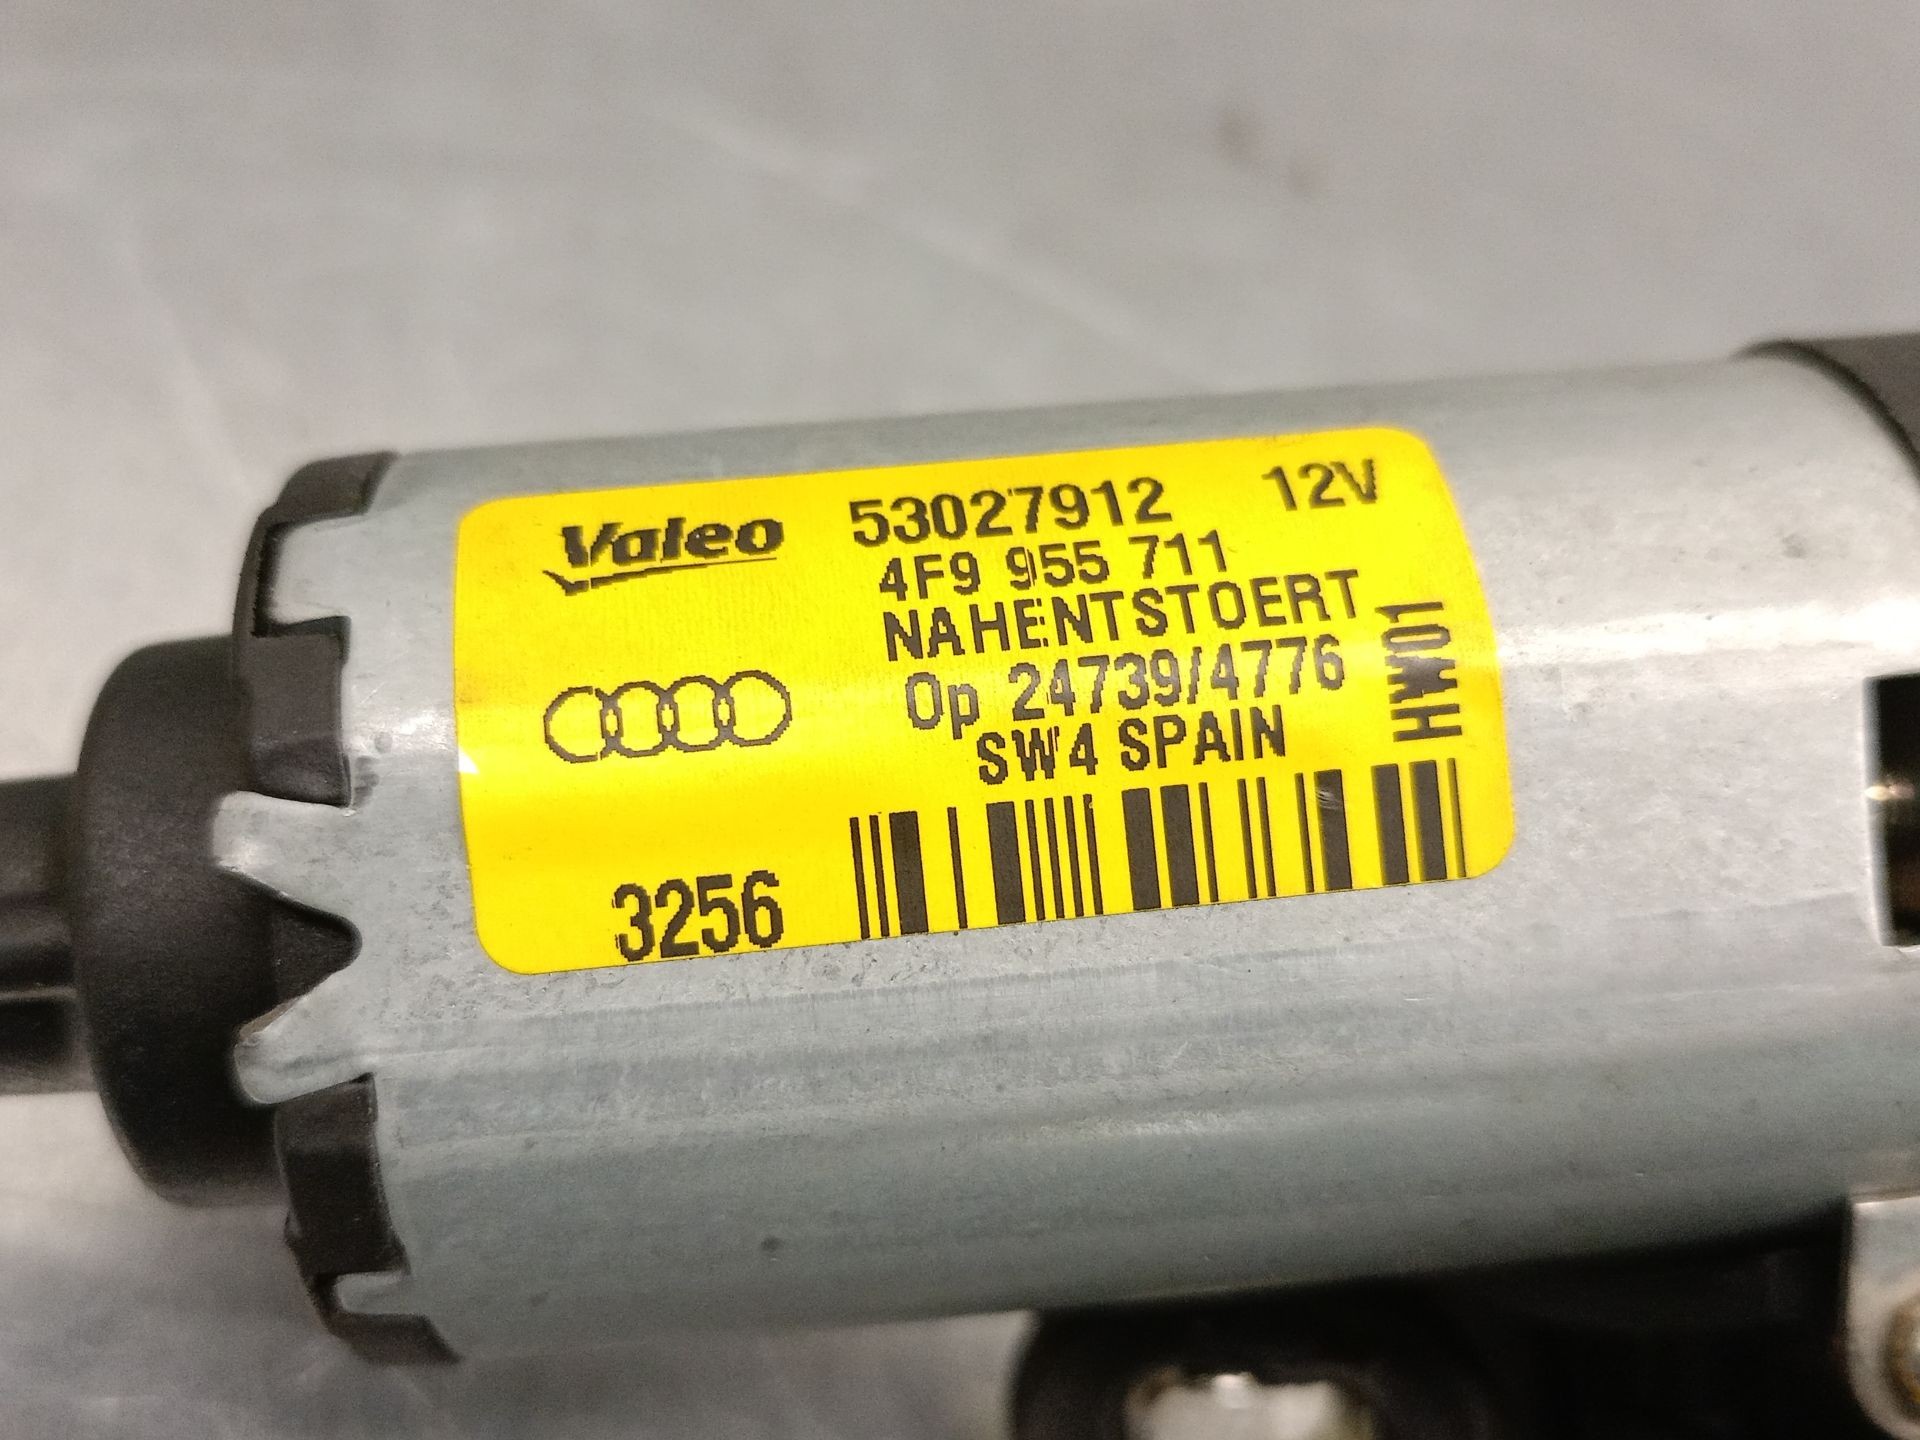 Valeo 53027912 12V
4F9 955 711
NAHENTSTOERT
Op 24739/4776
SW4 SPAIN
HW01
3256